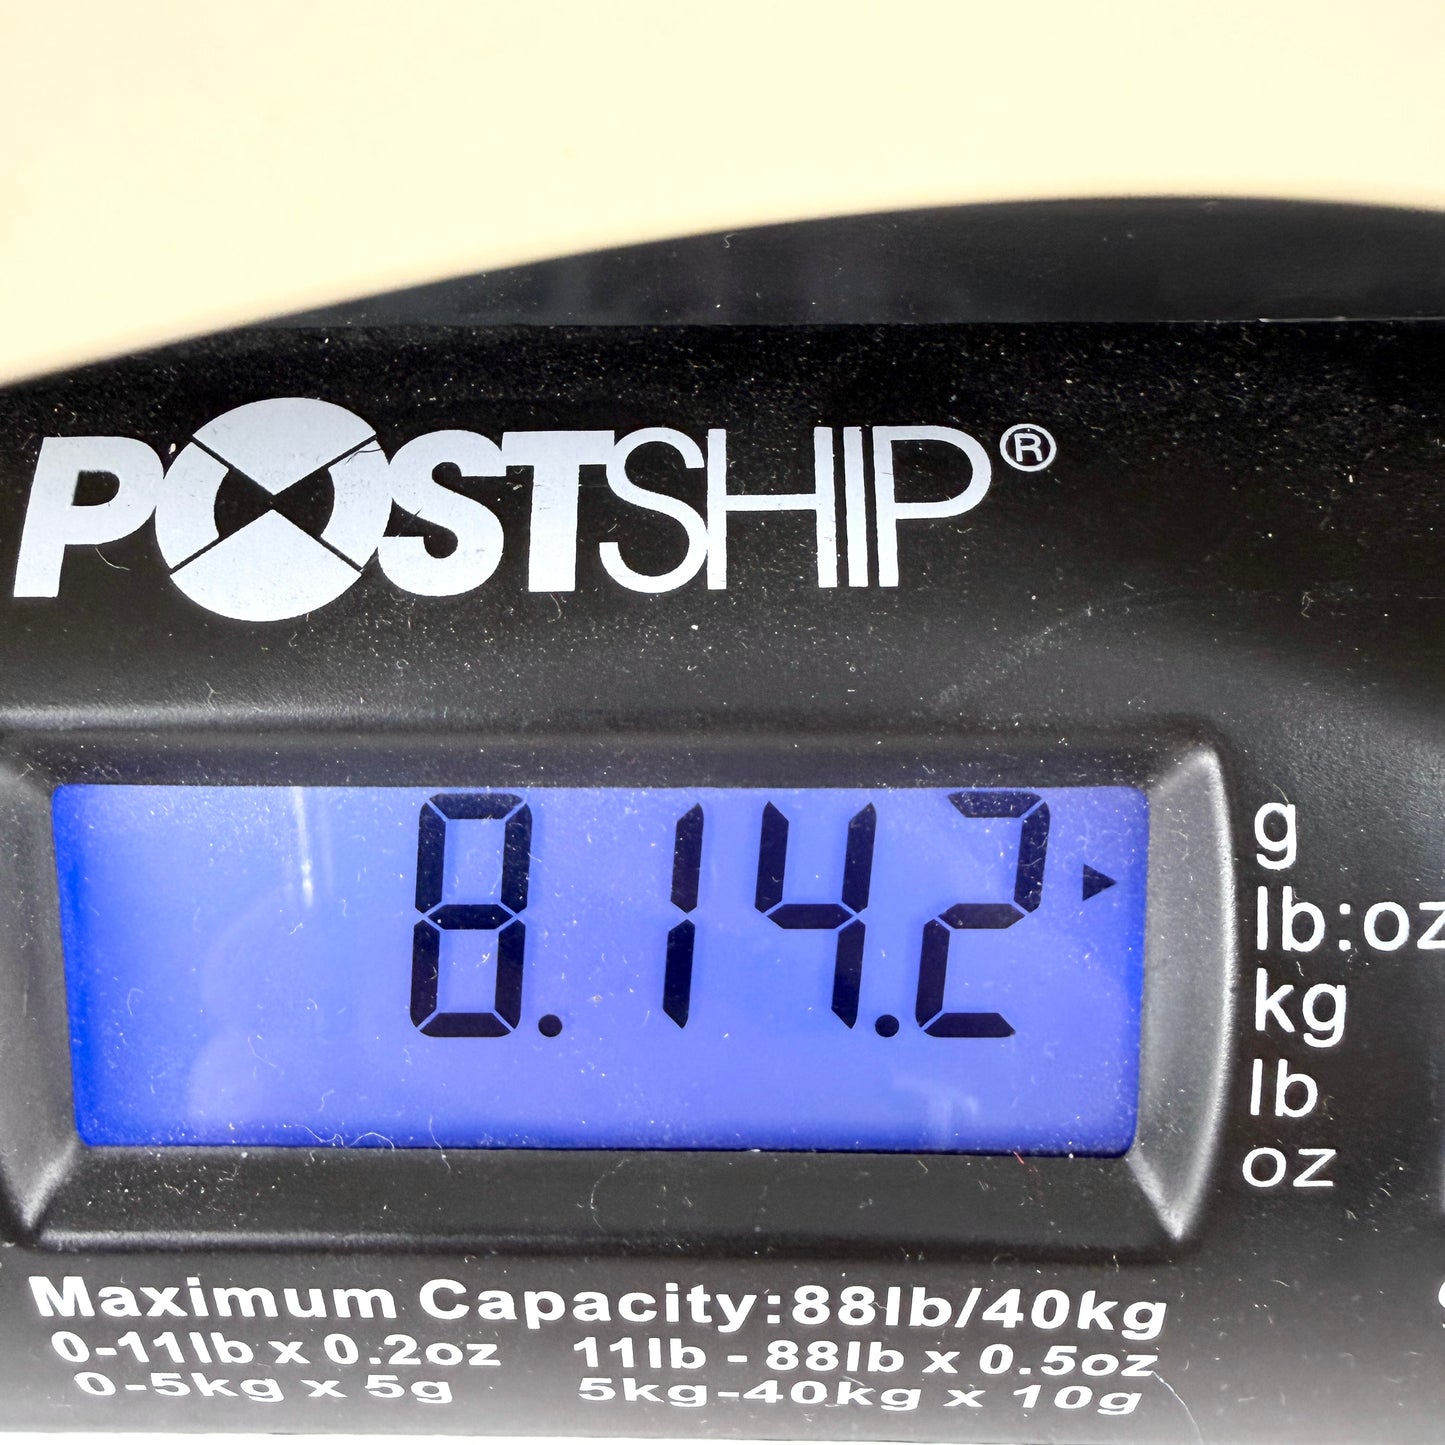 POSTSHIP®
8.14.2
g
lb:oz
kg
lb
oz
Maximum Capacity:88lb/40kg
0-11lb x 0.2oz 11lb - 88lb x 0.5oz
0-5kg x 5g 5kg-40kg x 10g